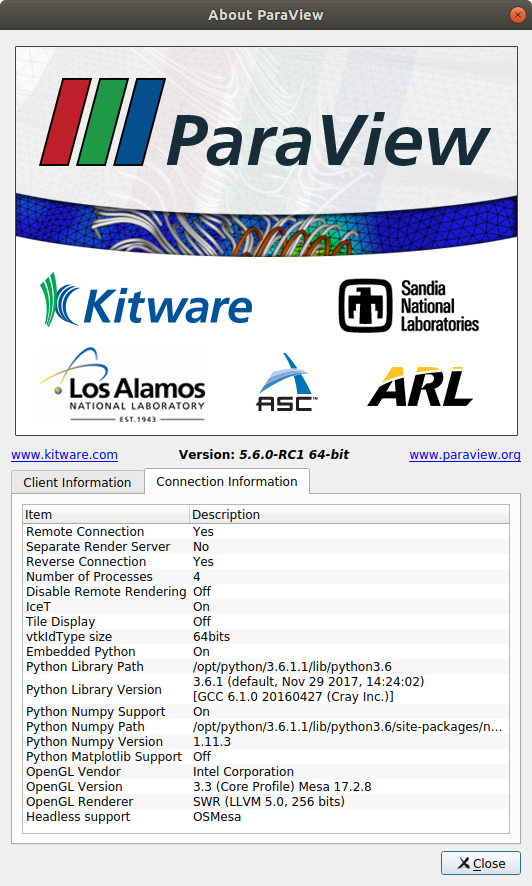 About ParaView
ParaView
Kitware
Sandia
National
Laboratories
Los Alamos
NATIONAL LABORATORY
EST.1943
ASC™
ARL
www.kitware.com Version: 5.6.0-RC1 64-bit www.paraview.org
Client Information Connection Information
Item Description
Remote Connection Yes
Separate Render Server No
Reverse Connection Yes
Number of Processes 4
Disable Remote Rendering Off
IceT On
Tile Display Off
vtkIdType size 64bits
Embedded Python On
Python Library Path /opt/python/3.6.1.1/lib/python3.6
Python Library Version 3.6.1 (default, Nov 29 2017, 14:24:02)
[GCC 6.1.0 20160427 (Cray Inc.)]
Python Numpy Support On
Python Numpy Path /opt/python/3.6.1.1/lib/python3.6/site-packages/n...
Python Numpy Version 1.11.3
Python Matplotlib Support Off
OpenGL Vendor Intel Corporation
OpenGL Version 3.3 (Core Profile) Mesa 17.2.8
OpenGL Renderer SWR (LLVM 5.0, 256 bits)
Headless support OSMesa
Close